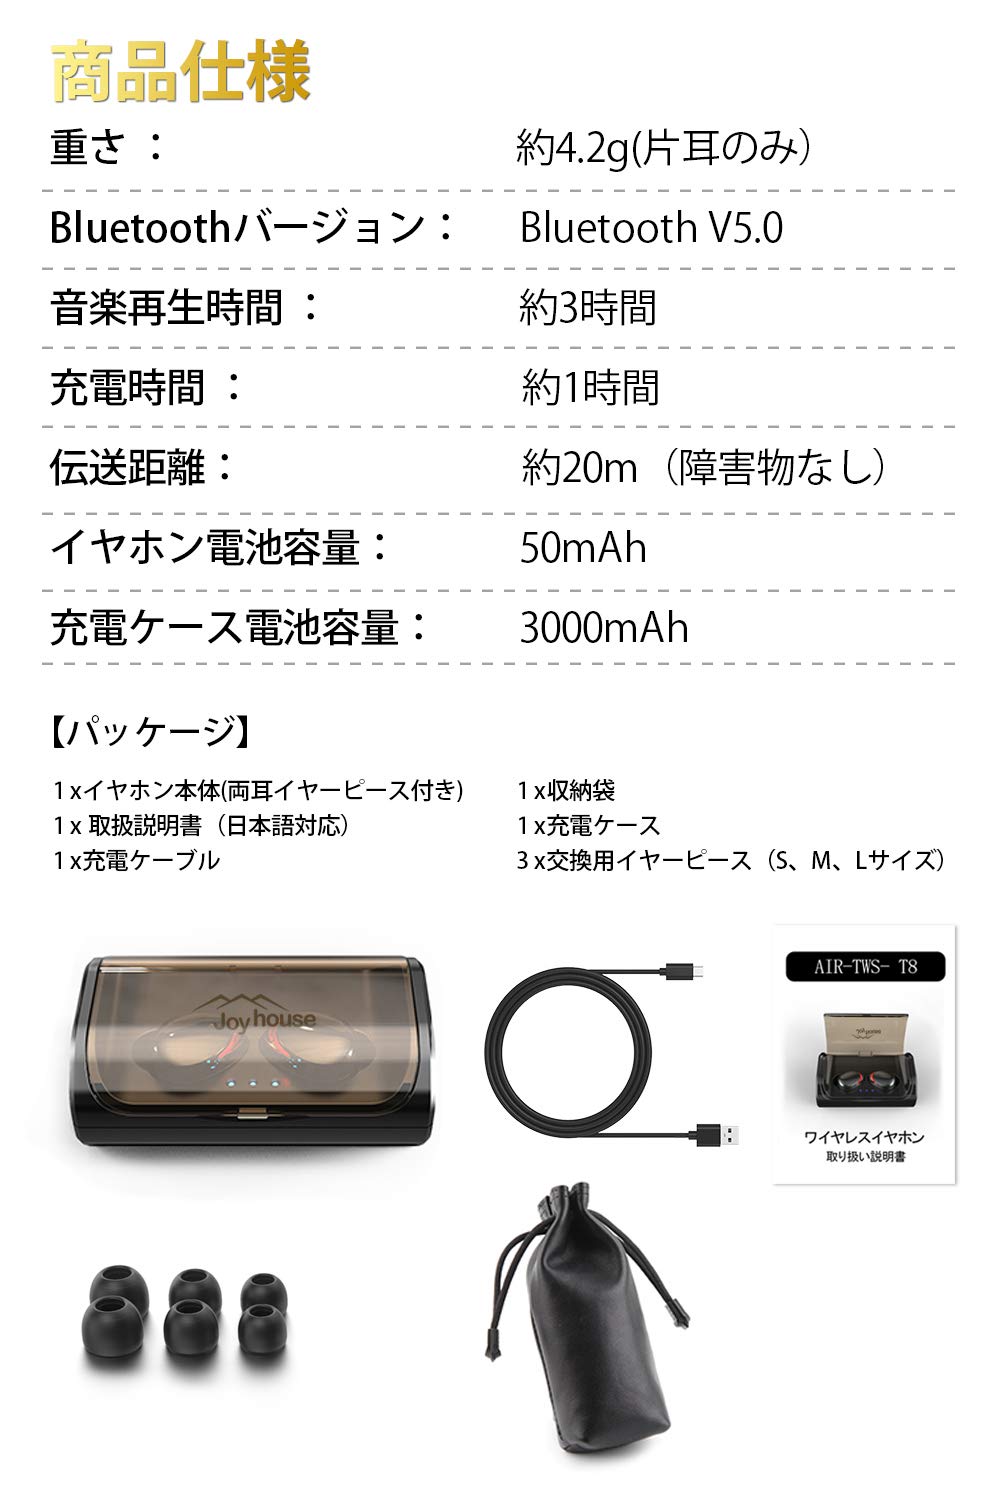 商品仕様
重さ： 約4.2g(片耳のみ）
Bluetoothバージョン： Bluetooth V5.0
音楽再生時間： 約3時間
充電時間： 約1時間
伝送距離： 約20m（障害物なし）
イヤホン電池容量： 50mAh
充電ケース電池容量： 3000mAh
【パッケージ】
1 xイヤホン本体(両耳イヤーピース付き)
1 x 取扱説明書（日本語対応）
1 x充電ケーブル
1 x収納袋
1 x充電ケース
3 x交換用イヤーピース（S、M、Lサイズ）
Joyhouse
AIR-TWS- T8
Joyhouse
ワイヤレスイヤホン
取り扱い説明書